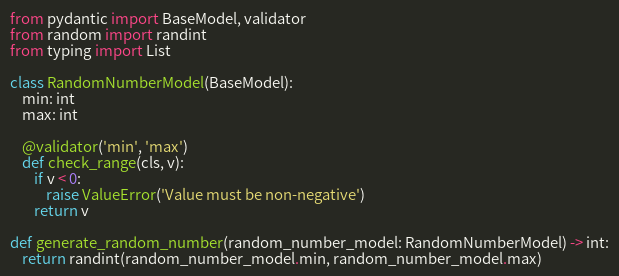 from pydantic import BaseModel, validator
from random import randint
from typing import List

class RandomNumberModel(BaseModel):
    min: int
    max: int

    @validator('min', 'max')
    def check_range(cls, v):
        if v < 0:
            raise ValueError('Value must be non-negative')
        return v

def generate_random_number(random_number_model: RandomNumberModel) -> int:
    return randint(random_number_model.min, random_number_model.max)